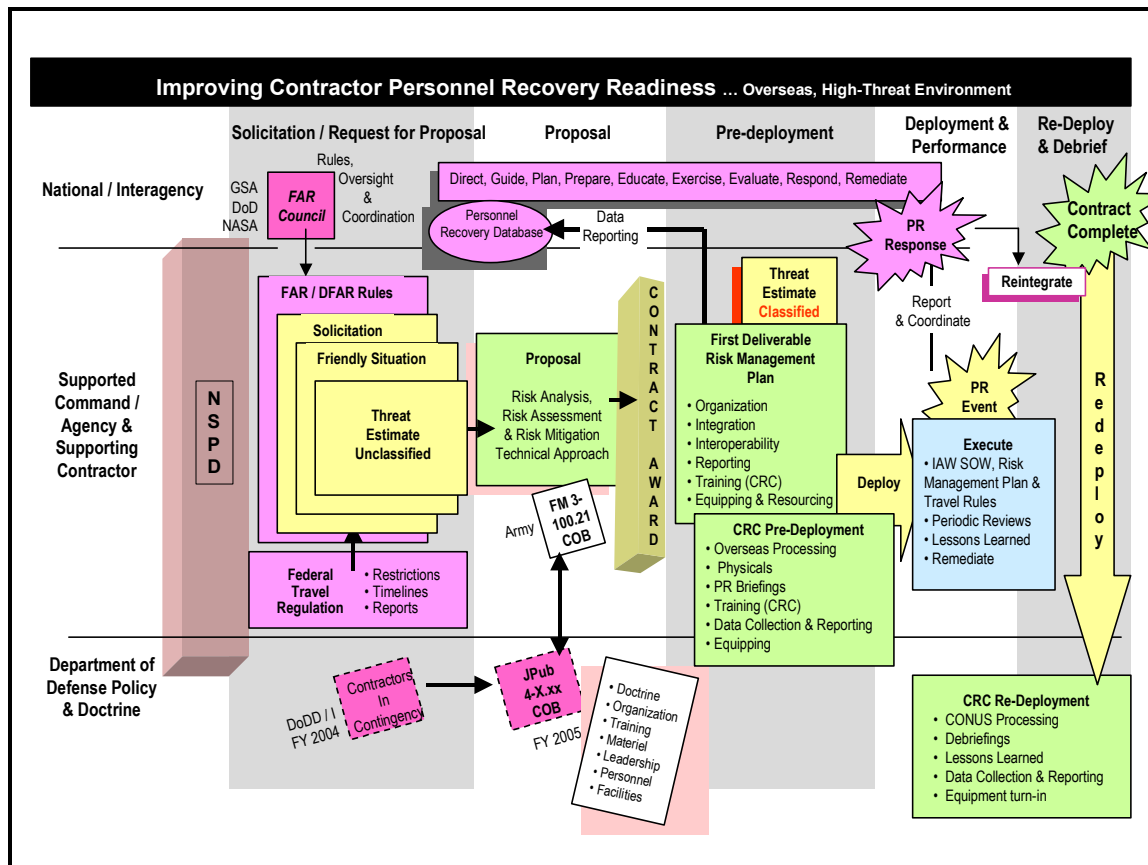 Improving Contractor Personnel Recovery Readiness ... Overseas, High-Threat Environment
Solicitation / Request for Proposal
Proposal
Pre-deployment
Deployment &
Performance
Re-Deploy
& Debrief
National / Interagency
GSA
DoD
NASA
FAR
Council
Rules,
Oversight
&
Coordination
Direct, Guide, Plan, Prepare, Educate, Exercise, Evaluate, Respond, Remediate
Personnel
Recovery Database
Data
Reporting
PR
Response
Contract
Complete
Reintegrate
Supported
Command /
Agency &
Supporting
Contractor
N
S
P
D
FAR / DFAR Rules
Solicitation
Friendly Situation
Threat
Estimate
Unclassified
Federal
Travel
Regulation
• Restrictions
• Timelines
• Reports
Proposal
Risk Analysis,
Risk Assessment
& Risk Mitigation
Technical Approach
Army
FM 3-
100.21
COB
C
O
N
T
R
A
C
T
A
W
A
R
D
Threat
Estimate
Classified
First Deliverable
Risk Management
Plan
• Organization
• Integration
• Interoperability
• Reporting
• Training (CRC)
• Equipping & Resourcing
CRC Pre-Deployment
• Overseas Processing
• Physicals
• PR Briefings
• Training (CRC)
• Data Collection & Reporting
• Equipping
Deploy
Report
& Coordinate
PR
Event
Execute
• IAW SOW, Risk
Management Plan &
Travel Rules
• Periodic Reviews
• Lessons Learned
• Remediate
R
e
d
e
p
l
o
y
Department of
Defense Policy
& Doctrine
DoDD / I
FY 2004
Contractors
In
Contingency
JPub
4-X.xx
COB
FY 2005
• Doctrine
• Organization
• Training
• Materiel
• Leadership
• Personnel
• Facilities
CRC Re-Deployment
• CONUS Processing
• Debriefings
• Lessons Learned
• Data Collection & Reporting
• Equipment turn-in